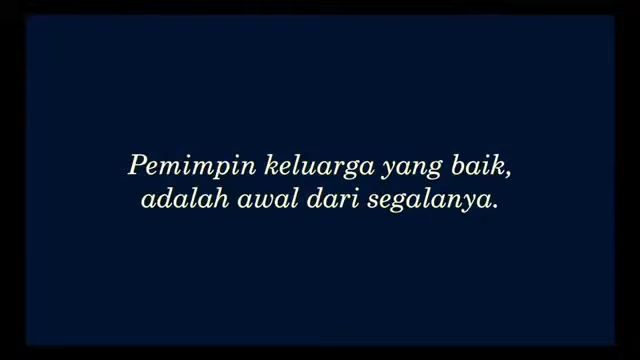 Pemimpin keluarga yang baik,
adalah awal dari segalanya.